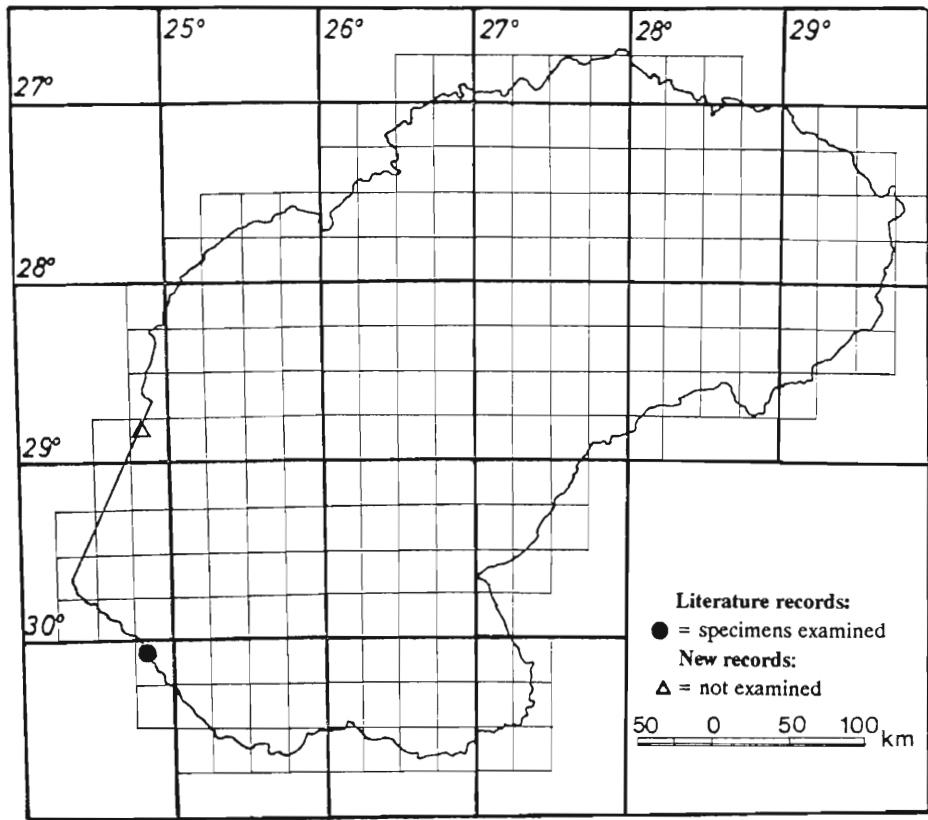 25° 26° 27° 28° 29°
27°
28°
29°
30°
Literature records:
● = specimens examined
New records:
△ = not examined
50 0 50 100 km